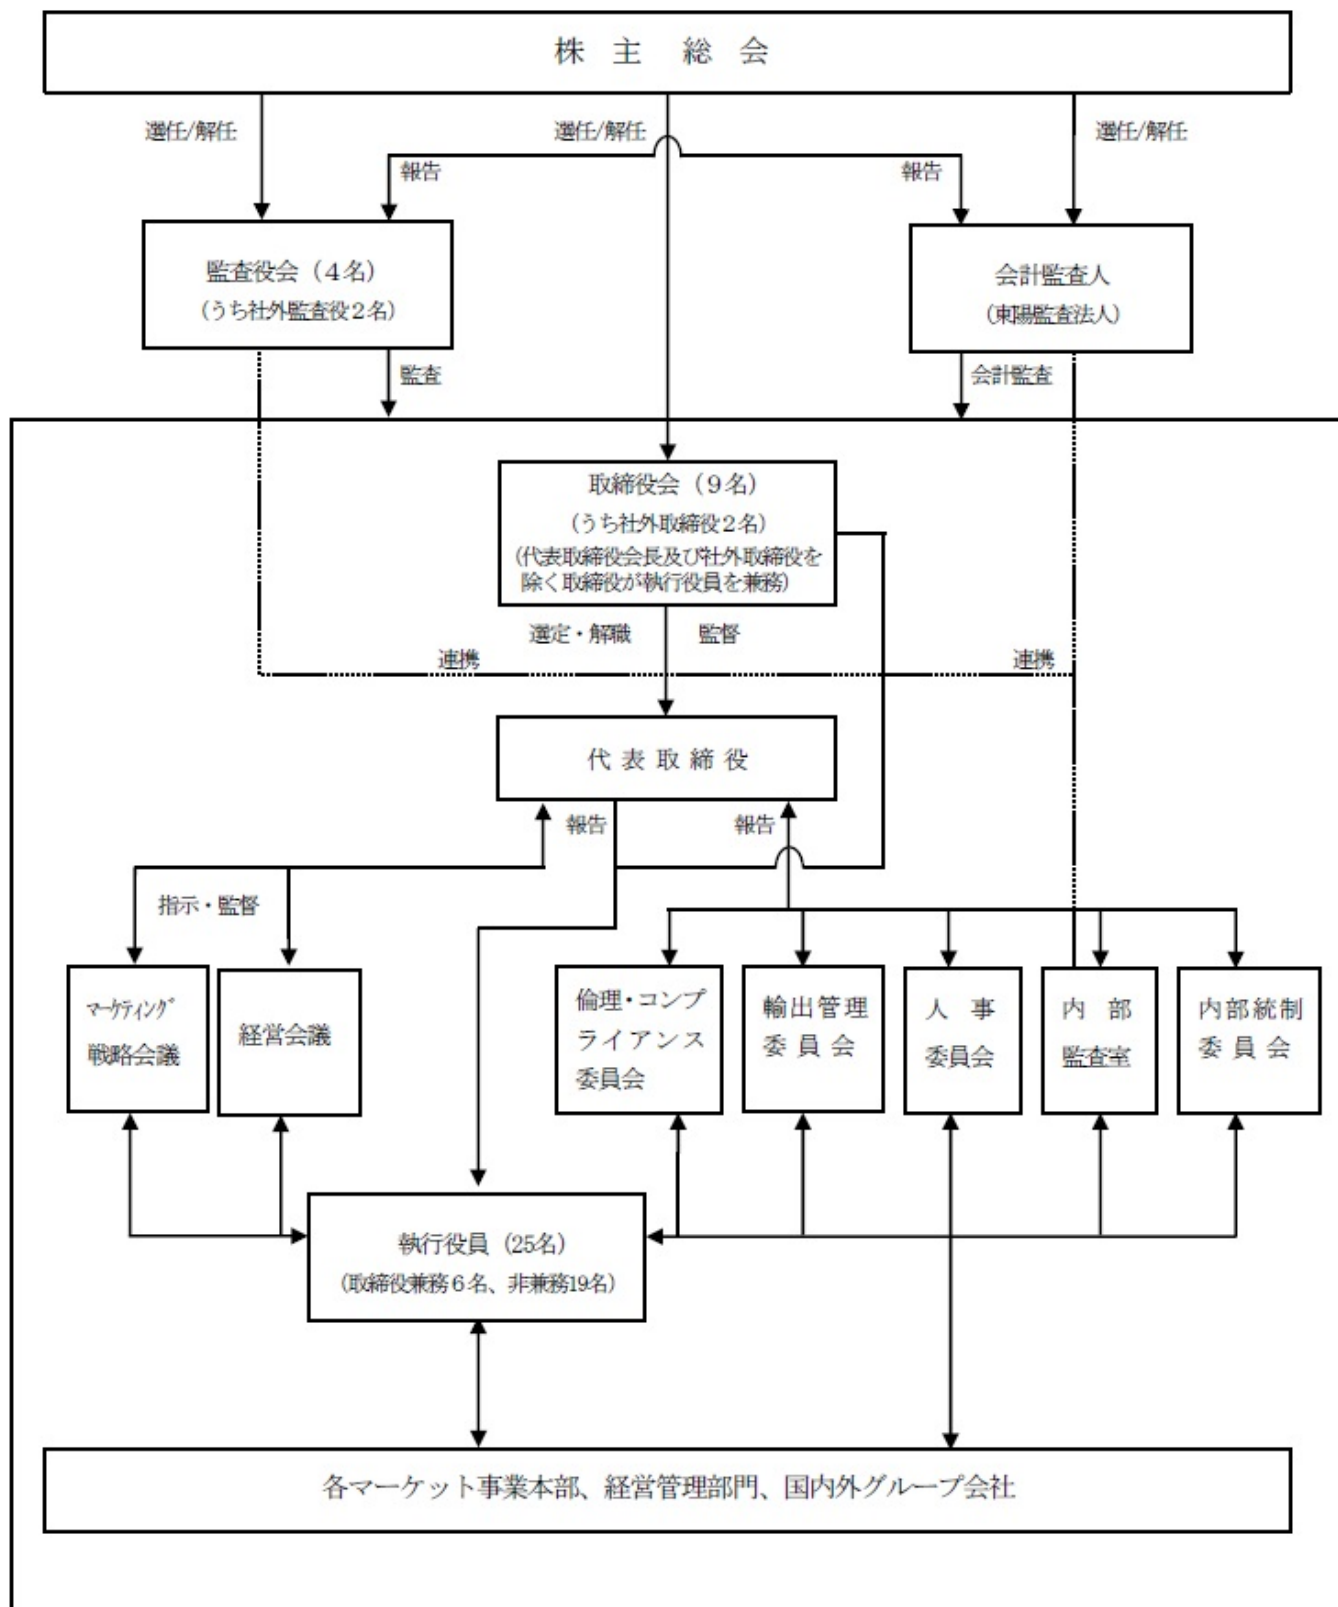 株 主 総 会
選任/解任
選任/解任
選任/解任
報告
報告
監査役会（４名）
（うち社外監査役２名）
会計監査人
（東陽監査法人）
監査
会計監査
取締役会（９名）
（うち社外取締役２名）
（代表取締役会長及び社外取締役を
除く取締役が執行役員を兼務）
選定・解職
監督
連携
連携
代 表 取 締 役
報告
報告
指示・監督
ﾏｰｹﾃｨﾝｸﾞ
戦略会議
経営会議
倫理・コンプ
ライアンス
委員会
輸出管理
委 員 会
人 事
委員会
内 部
監査室
内部統制
委 員 会
執行役員（25名）
（取締役兼務６名、非兼務19名）
各マーケット事業本部、経営管理部門、国内外グループ会社